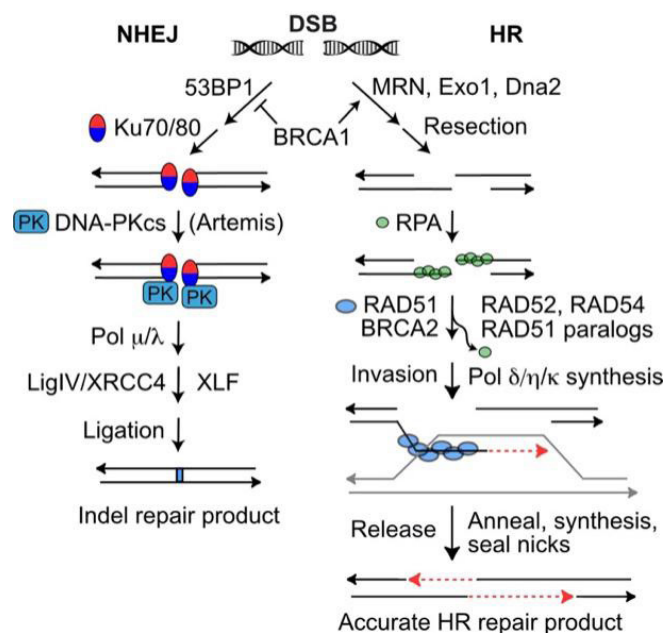 NHEJ
DSB
HR
53BP1
MRN, Exo1, Dna2
Ku70/80
BRCA1
Resection
PK DNA-PKcs (Artemis)
RPA
PK PK
RAD51
BRCA2
RAD52, RAD54
RAD51 paralogs
Pol μ/λ
Invasion
Pol δ/η/κ synthesis
LigIV/XRCC4 XLF
Ligation
Indel repair product
Release
Anneal, synthesis,
seal nicks
Accurate HR repair product